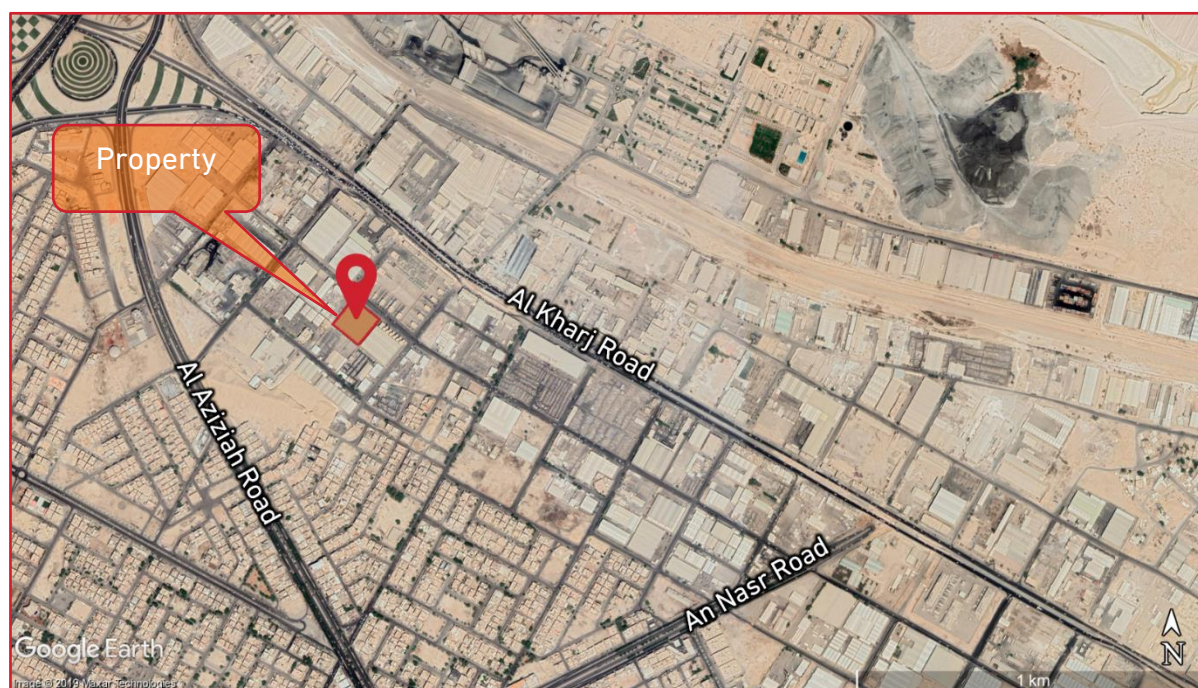 Property
Al Kharj Road
Al Aziziah Road
An Nasr Road
N
Google Earth
Image © 2019 Maxar Technologies
1 km